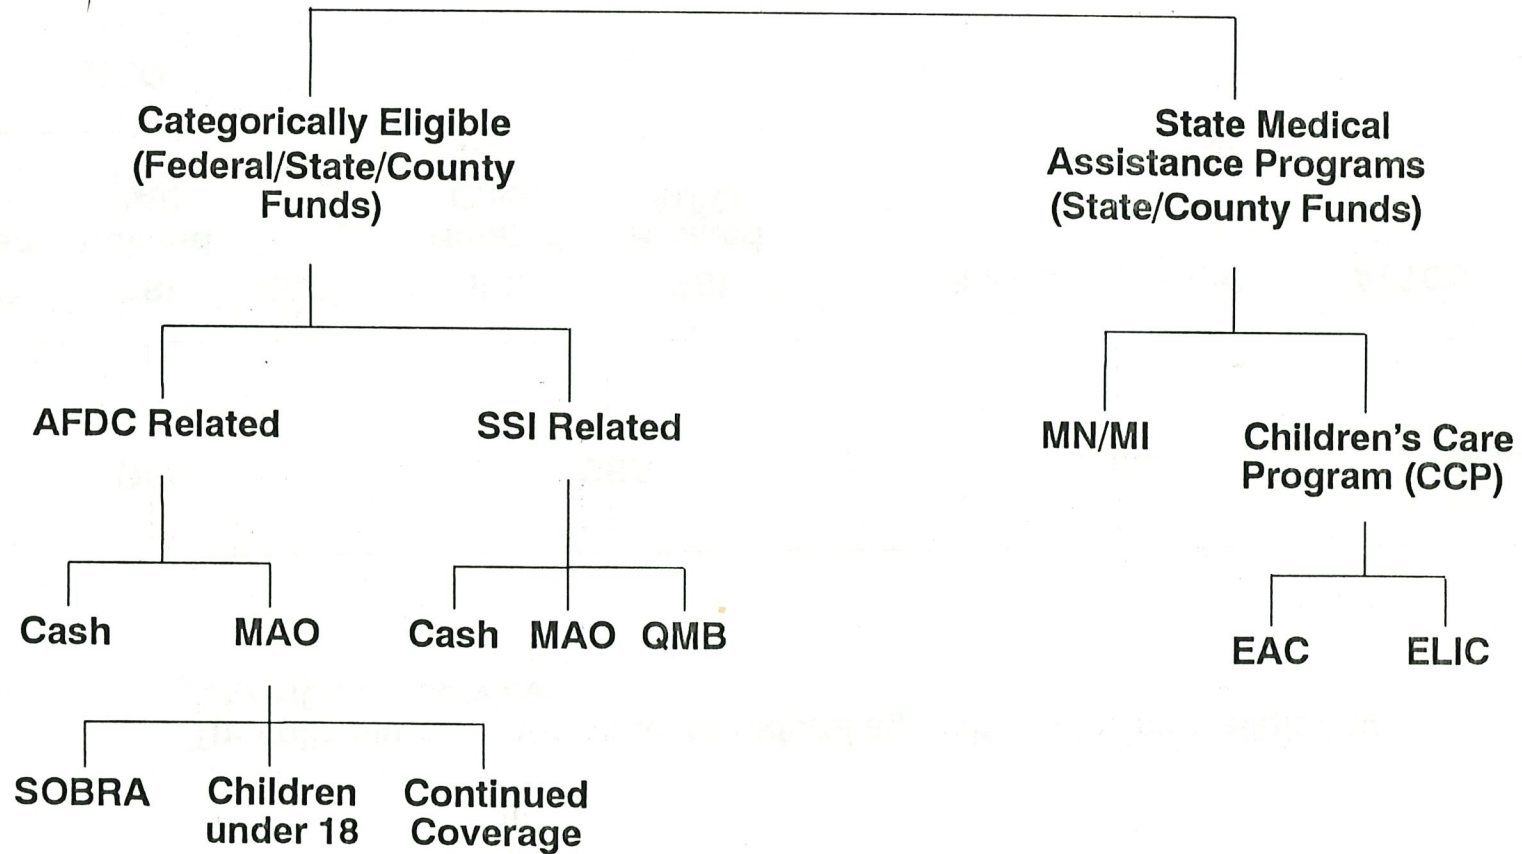 Categorically Eligible
(Federal/State/County
Funds)
State Medical
Assistance Programs
(State/County Funds)
AFDC Related
SSI Related
MN/MI
Children's Care
Program (CCP)
Cash
MAO
Cash
MAO
QMB
EAC
ELIC
SOBRA
Children
under 18
Continued
Coverage